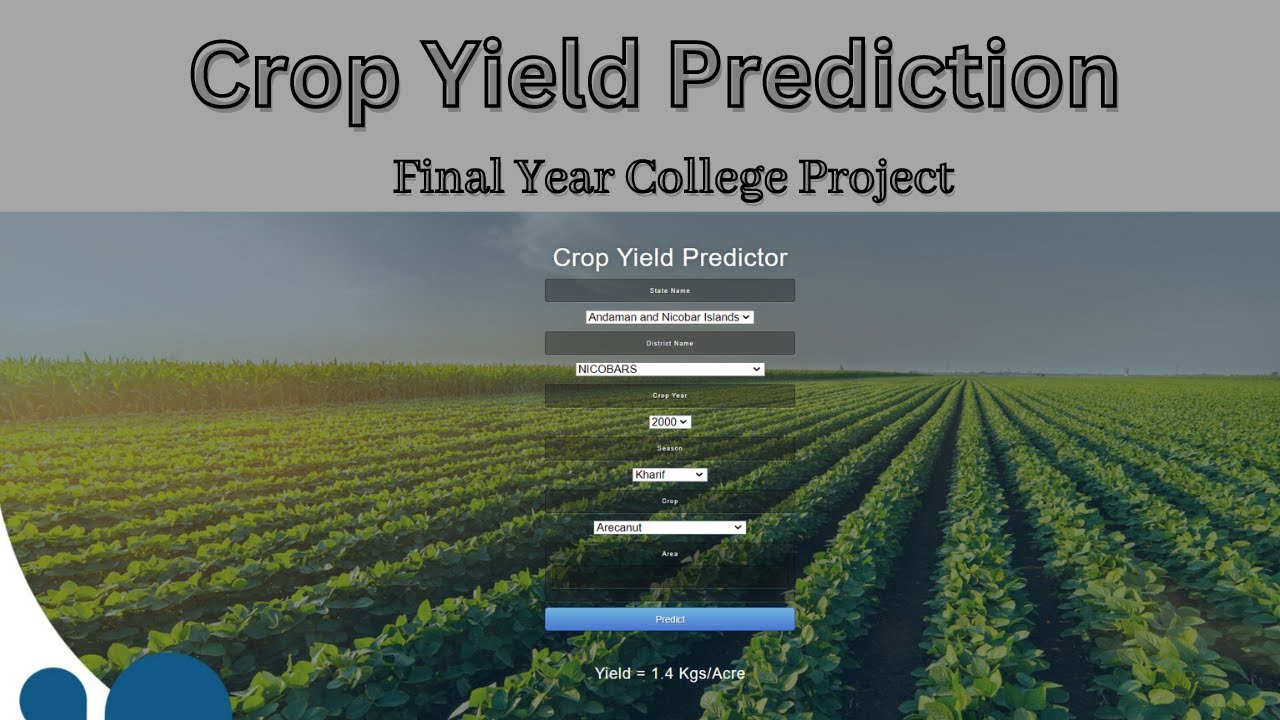 Crop Yield Prediction
Final Year College Project
Crop Yield Predictor
State Name
Andaman and Nicobar Islands
District Name
NICOBARS
Crop Year
2000
Season
Kharif
Crop
Arecanut
Area
Predict
Yield = 1.4 Kgs/Acre